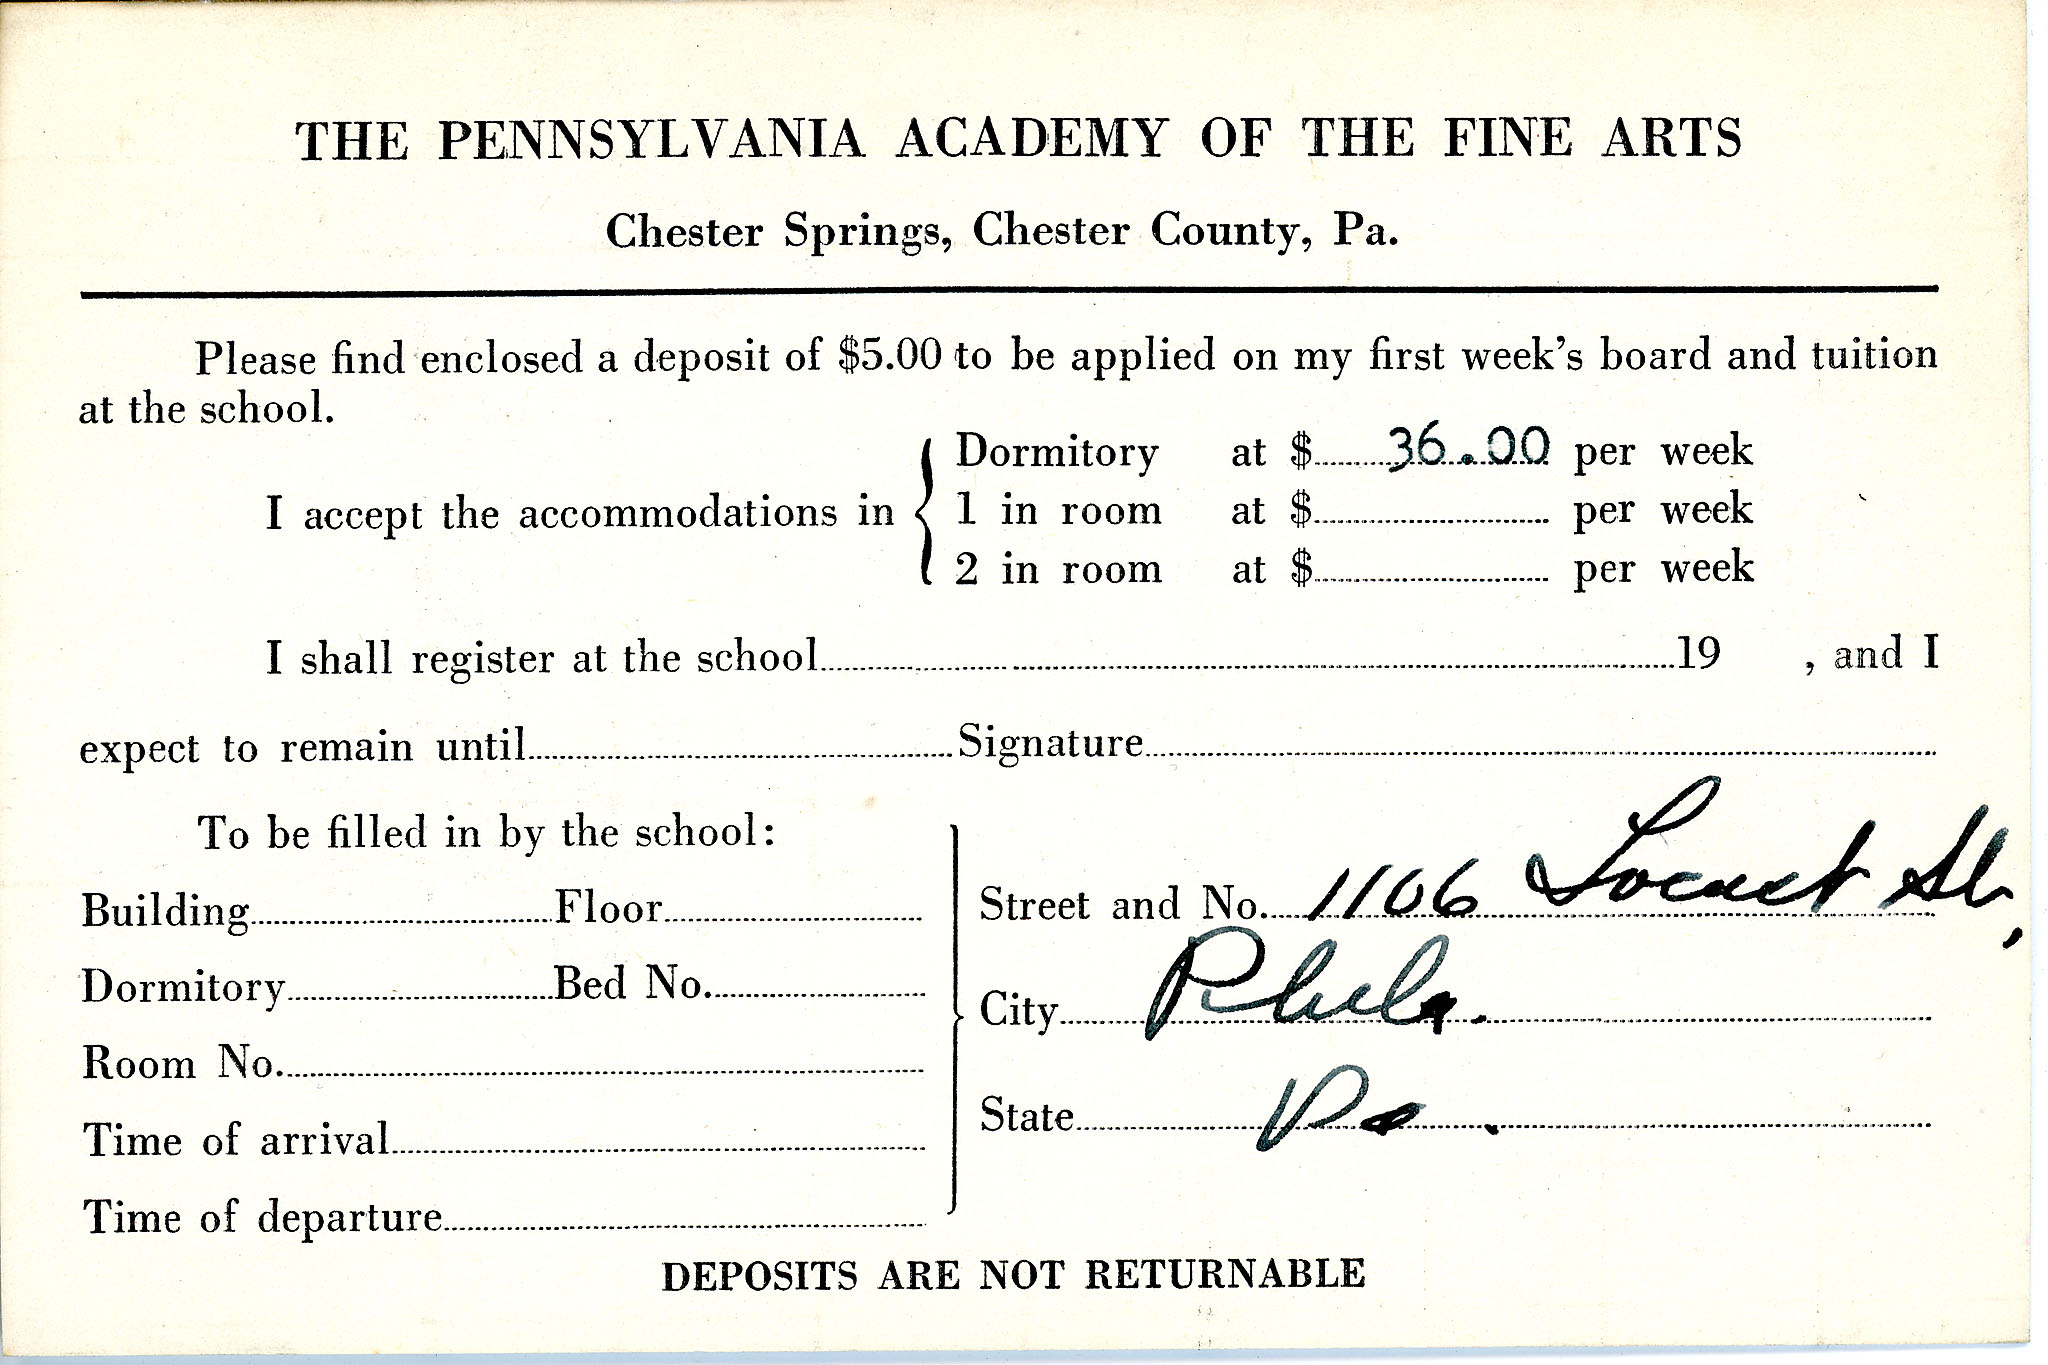 THE PENNSYLVANIA ACADEMY OF THE FINE ARTS
Chester Springs, Chester County, Pa.
Please find enclosed a deposit of $5.00 to be applied on my first week's board and tuition
at the school.
I accept the accommodations in
Dormitory at $ 36.00 per week
1 in room at $ per week
2 in room at $ per week
I shall register at the school 19 , and I
expect to remain until Signature
To be filled in by the school:
Building Floor
Dormitory Bed No.
Room No.
Time of arrival
Time of departure
Street and No. 1106 Locust St.
City Phila.
State Pa.
DEPOSITS ARE NOT RETURNABLE